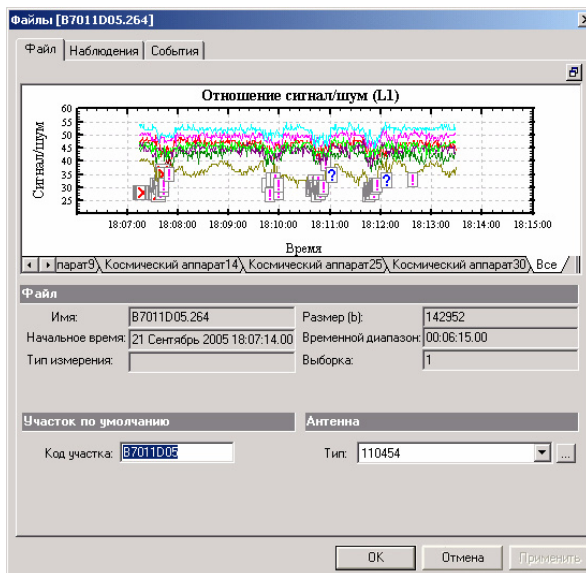 Файлы [B7011D05.264]
Файл Наблюдения События
Отношение сигнал/шум (L1)
Сигнал/шум
60
55
50
45
40
35
30
25
18:07:00 18:08:00 18:09:00 18:10:00 18:11:00 18:12:00 18:13:00 18:14:00 18:15:00
Время
парат9 Космический аппарат14 Космический аппарат25 Космический аппарат30 Все
Файл
Имя: B7011D05.264 Размер (b): 142952
Начальное время: 21 Сентябрь 2005 18:07:14.00 Временной диапазон: 00:06:15.00
Тип измерения: Выборка: 1
Участок по умолчанию Антенна
Код участка: B7011D05 Тип: 110454 ...
OK Отмена Применить